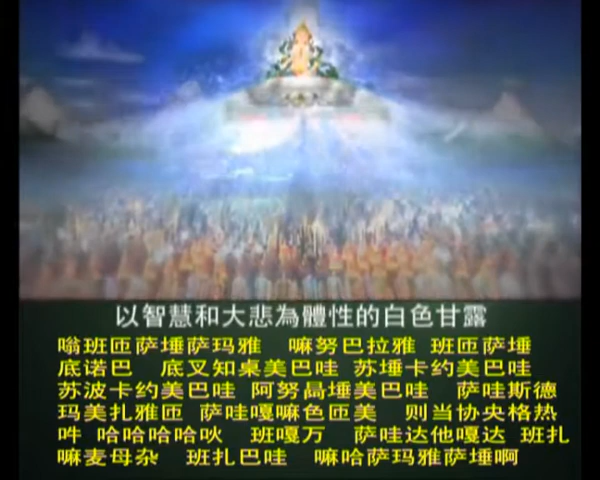 以智慧和大悲為體性的白色甘露
嗡班匝萨埵萨玛雅　嘛努巴拉雅 班匝萨埵
底诺巴　底叉知桌美巴哇 苏埵卡约美巴哇
苏波卡约美巴哇 阿努晑埵美巴哇　萨哇斯德
玛美扎雅匝 萨哇嘎嘛色匝美　则当协央格热
吽 哈哈哈哈吙　班嘎万　萨哇达他嘎达 班扎
嘛麦母杂　班扎巴哇　嘛哈萨玛雅萨埵啊